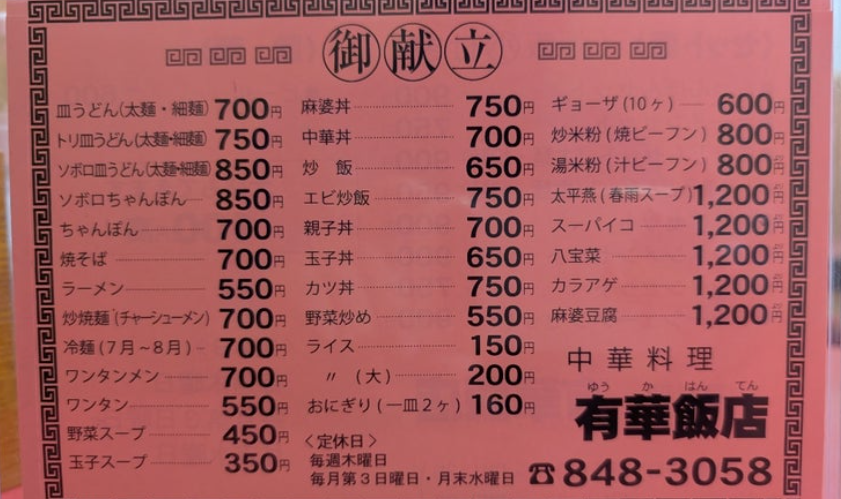 御献立
皿うどん(太麺・細麺) 700円
トリ皿うどん(太麺・細麺) 750円
ソボロ皿うどん(太麺・細麺) 850円
ソボロちゃんぽん 850円
ちゃんぽん 700円
焼そば 700円
ラーメン 550円
炒焼麺(チャーシューメン) 700円
冷麺(7月~8月) 700円
ワンタンメン 700円
ワンタン 550円
野菜スープ 450円
玉子スープ 350円
麻婆丼 750円
中華丼 700円
炒飯 650円
エビ炒飯 750円
親子丼 700円
玉子丼 650円
カツ丼 750円
野菜炒め 550円
ライス 150円
〃 (大) 200円
おにぎり(一皿2ヶ) 160円
<定休日>
毎週木曜日
毎月第3日曜日・月末水曜日
ギョーザ(10ヶ) 600円
炒米粉(焼ビーフン) 800円
湯米粉(汁ビーフン) 800円
太平燕(春雨スープ) 1,200円
スーパイコ 1,200円
八宝菜 1,200円
カラアゲ 1,200円
麻婆豆腐 1,200円
中華料理
ゆうかはんてん
有華飯店
☎848-3058